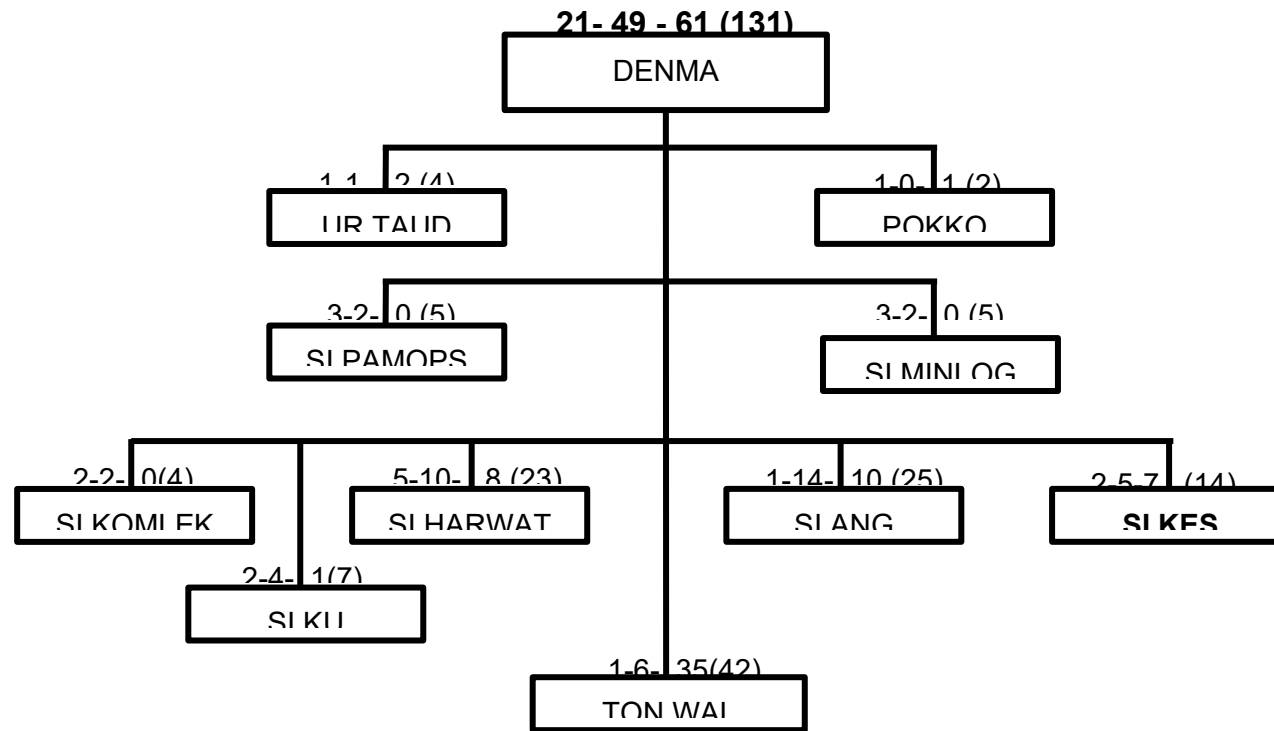 21- 49 - 61 (131)
DENMA
1-1- 2 (4)
1-0- 1 (2)
UR TAUD
POKKO
3-2- 0 (5)
3-2- 0 (5)
SI PAMOPS
SI MINLOG
2-2- 0(4)
5-10- 8 (23)
1-14- 10 (25)
2-5-7 (14)
SI KOMLEK
SI HARWAT
SI ANG
SI KES
2-4- 1(7)
SI KU
1-6- 35(42)
TON WAL